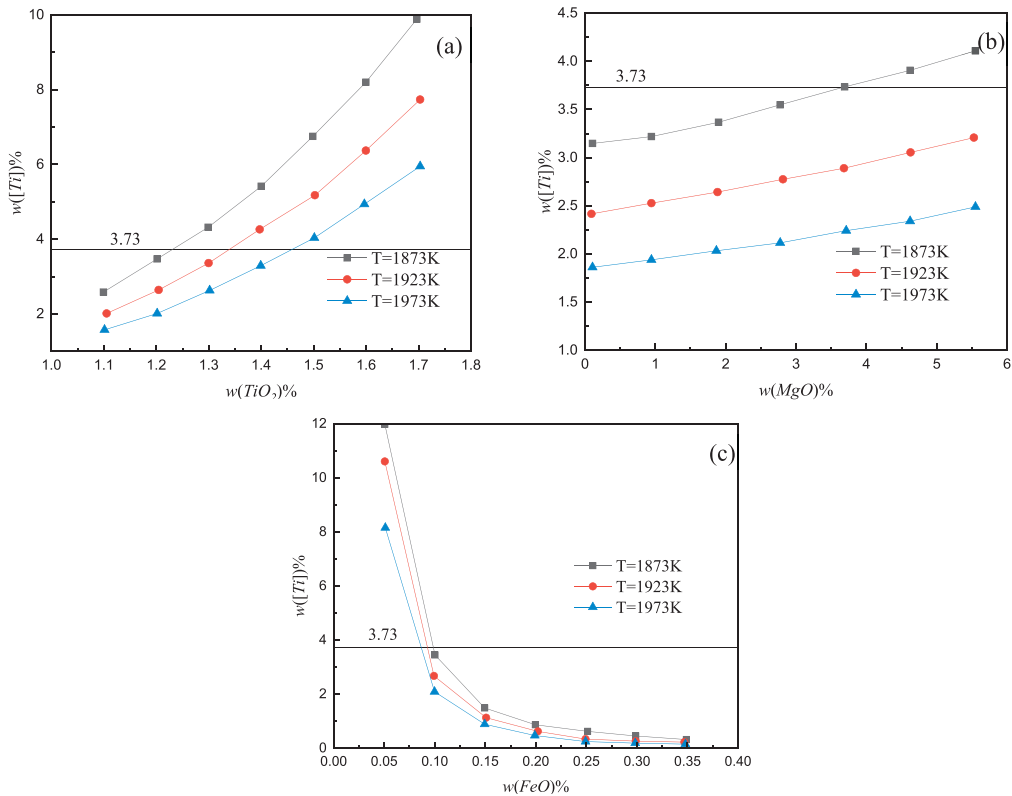 (a)
w([Ti])%
10
8
6
4
2
3.73
T=1873K
T=1923K
T=1973K
1.0 1.1 1.2 1.3 1.4 1.5 1.6 1.7 1.8
w(TiO2)%
(b)
w([Ti])%
4.5
4.0
3.5
3.0
2.5
2.0
1.5
1.0
3.73
T=1873K
T=1923K
T=1973K
0 1 2 3 4 5 6
w(MgO)%
(c)
w([Ti])%
12
10
8
6
4
2
0
3.73
T=1873K
T=1923K
T=1973K
0.00 0.05 0.10 0.15 0.20 0.25 0.30 0.35 0.40
w(FeO)%